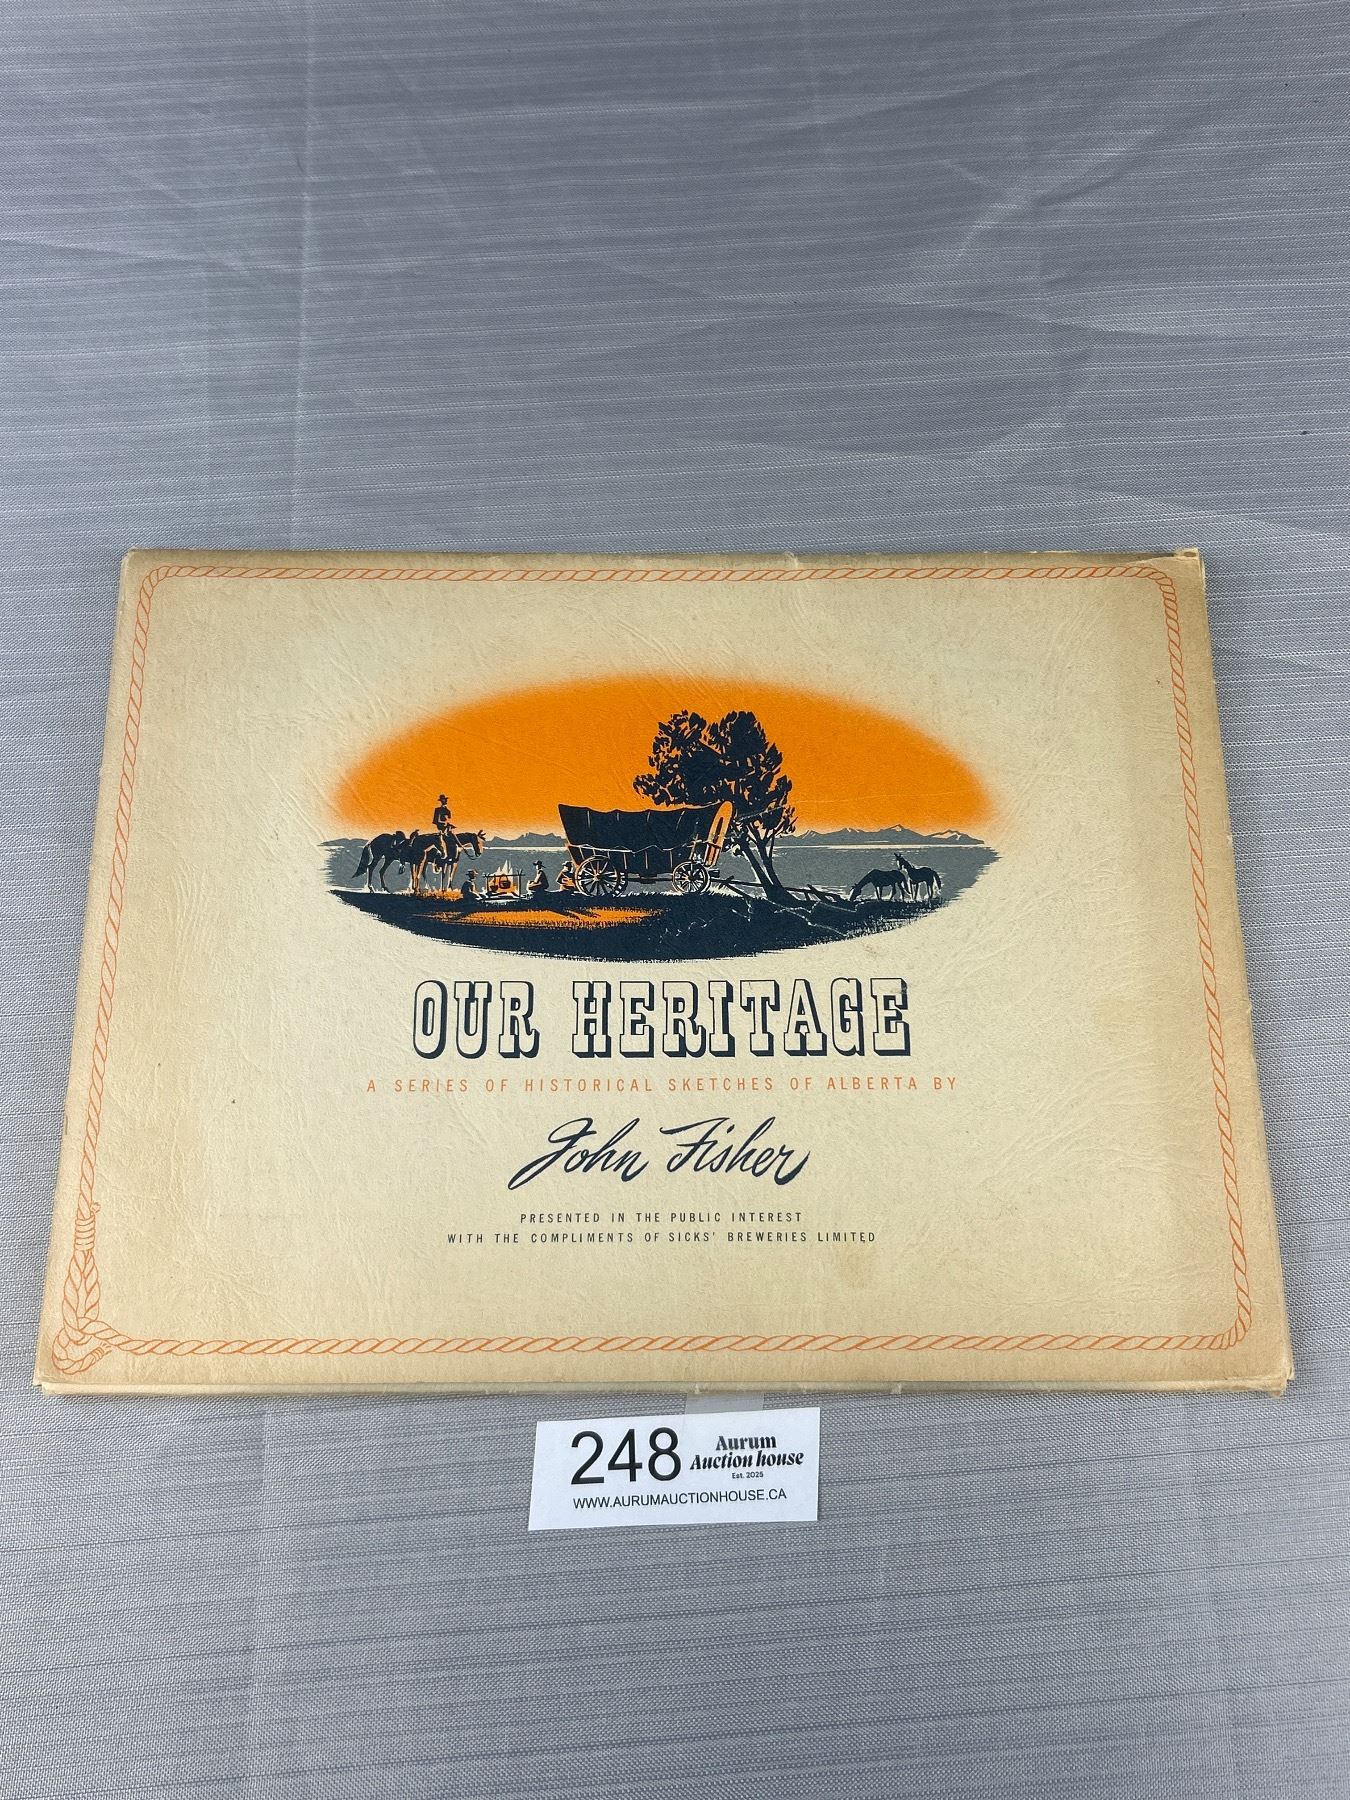 OUR HERITAGE
A SERIES OF HISTORICAL SKETCHES OF ALBERTA BY
John Fisher
PRESENTED IN THE PUBLIC INTEREST
WITH THE COMPLIMENTS OF SICKS' BREWERIES LIMITED
248
Aurum
Auction house
Est. 2025
WWW.AURUMAUCTIONHOUSE.CA